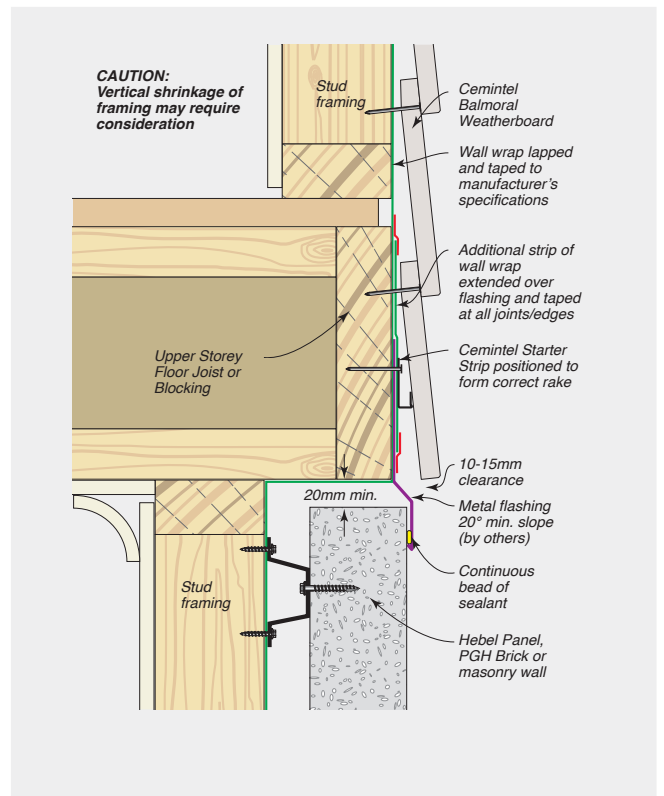 CAUTION:
Vertical shrinkage of
framing may require
consideration
Stud
framing
Cemintel
Balmoral
Weatherboard
Wall wrap lapped
and taped to
manufacturer's
specifications
Additional strip of
wall wrap
extended over
flashing and taped
at all joints/edges
Upper Storey
Floor Joist or
Blocking
Cemintel Starter
Strip positioned to
form correct rake
10-15mm
clearance
20mm min.
Metal flashing
20° min. slope
(by others)
Continuous
bead of
sealant
Stud
framing
Hebel Panel,
PGH Brick or
masonry wall